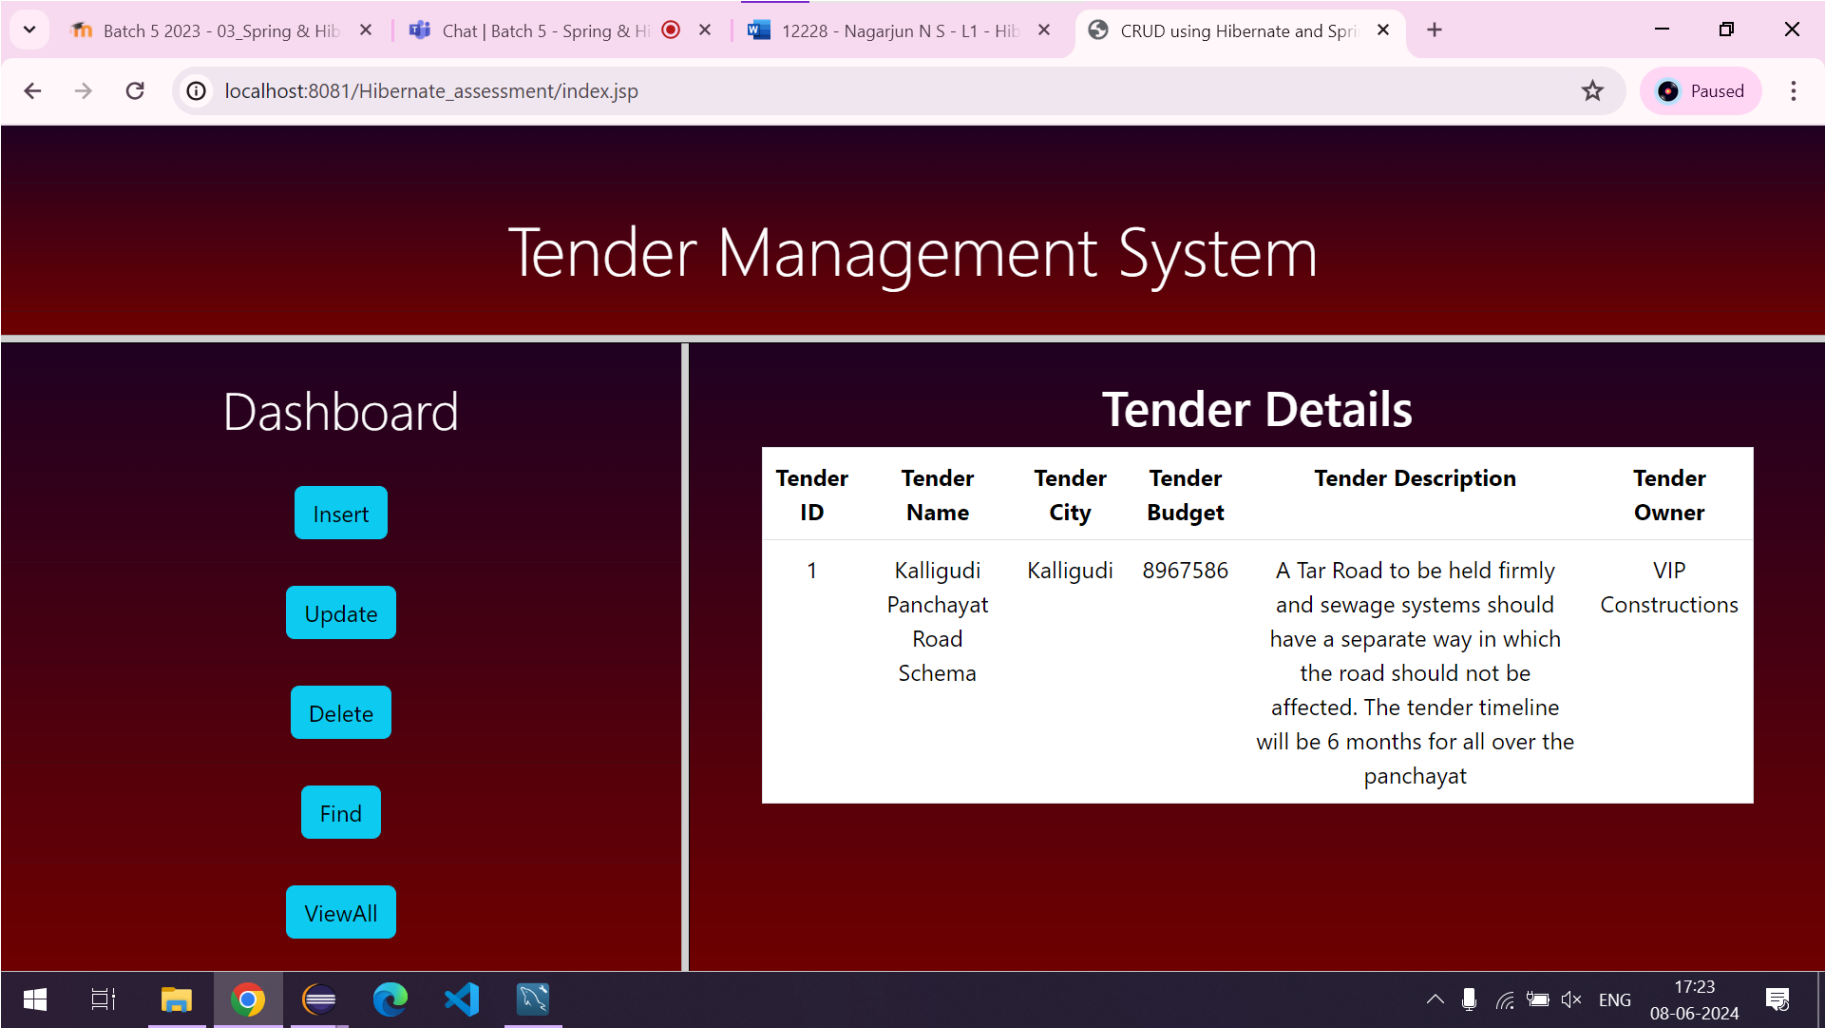 Batch 5 2023 - 03_Spring & Hib
Chat | Batch 5 - Spring & Hi
12228 - Nagarjun N S - L1 - Hib
CRUD using Hibernate and Spri
localhost:8081/Hibernate_assessment/index.jsp
Paused
Tender Management System
Dashboard
Insert
Update
Delete
Find
ViewAll
Tender Details
Tender ID Tender Name Tender City Tender Budget Tender Description Tender Owner
1 Kalligudi Kalligudi 8967586 A Tar Road to be held firmly VIP
Panchayat and sewage systems should Constructions
Road have a separate way in which
Schema the road should not be
affected. The tender timeline
will be 6 months for all over the
panchayat
ENG
17:23
08-06-2024